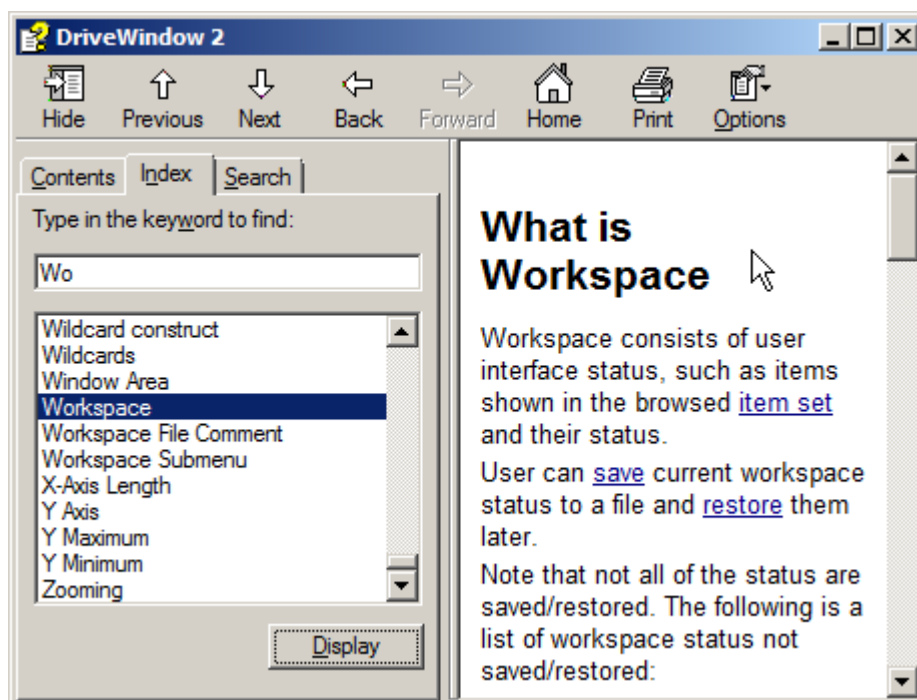 DriveWindow 2
Hide Previous Next Back Forward Home Print Options
Contents Index Search
Type in the keyword to find:
Wo
Wildcard construct
Wildcards
Window Area
Workspace
Workspace File Comment
Workspace Submenu
X-Axis Length
Y Axis
Y Maximum
Y Minimum
Zooming
Display
What is
Workspace
Workspace consists of user
interface status, such as items
shown in the browsed item set
and their status.
User can save current workspace
status to a file and restore them
later.
Note that not all of the status are
saved/restored. The following is a
list of workspace status not
saved/restored: